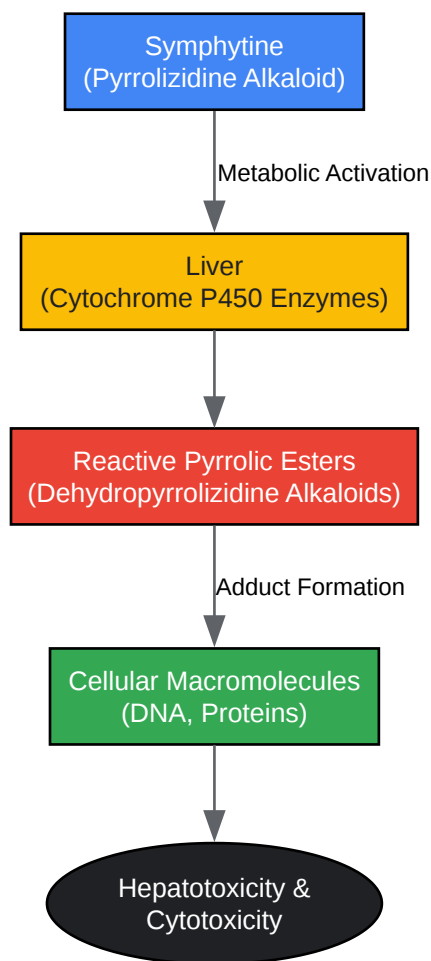 Symphytine
(Pyrrolizidine Alkaloid)
Metabolic Activation
Liver
(Cytochrome P450 Enzymes)
Reactive Pyrrolic Esters
(Dehydropyrrolizidine Alkaloids)
Adduct Formation
Cellular Macromolecules
(DNA, Proteins)
Hepatotoxicity &
Cytotoxicity